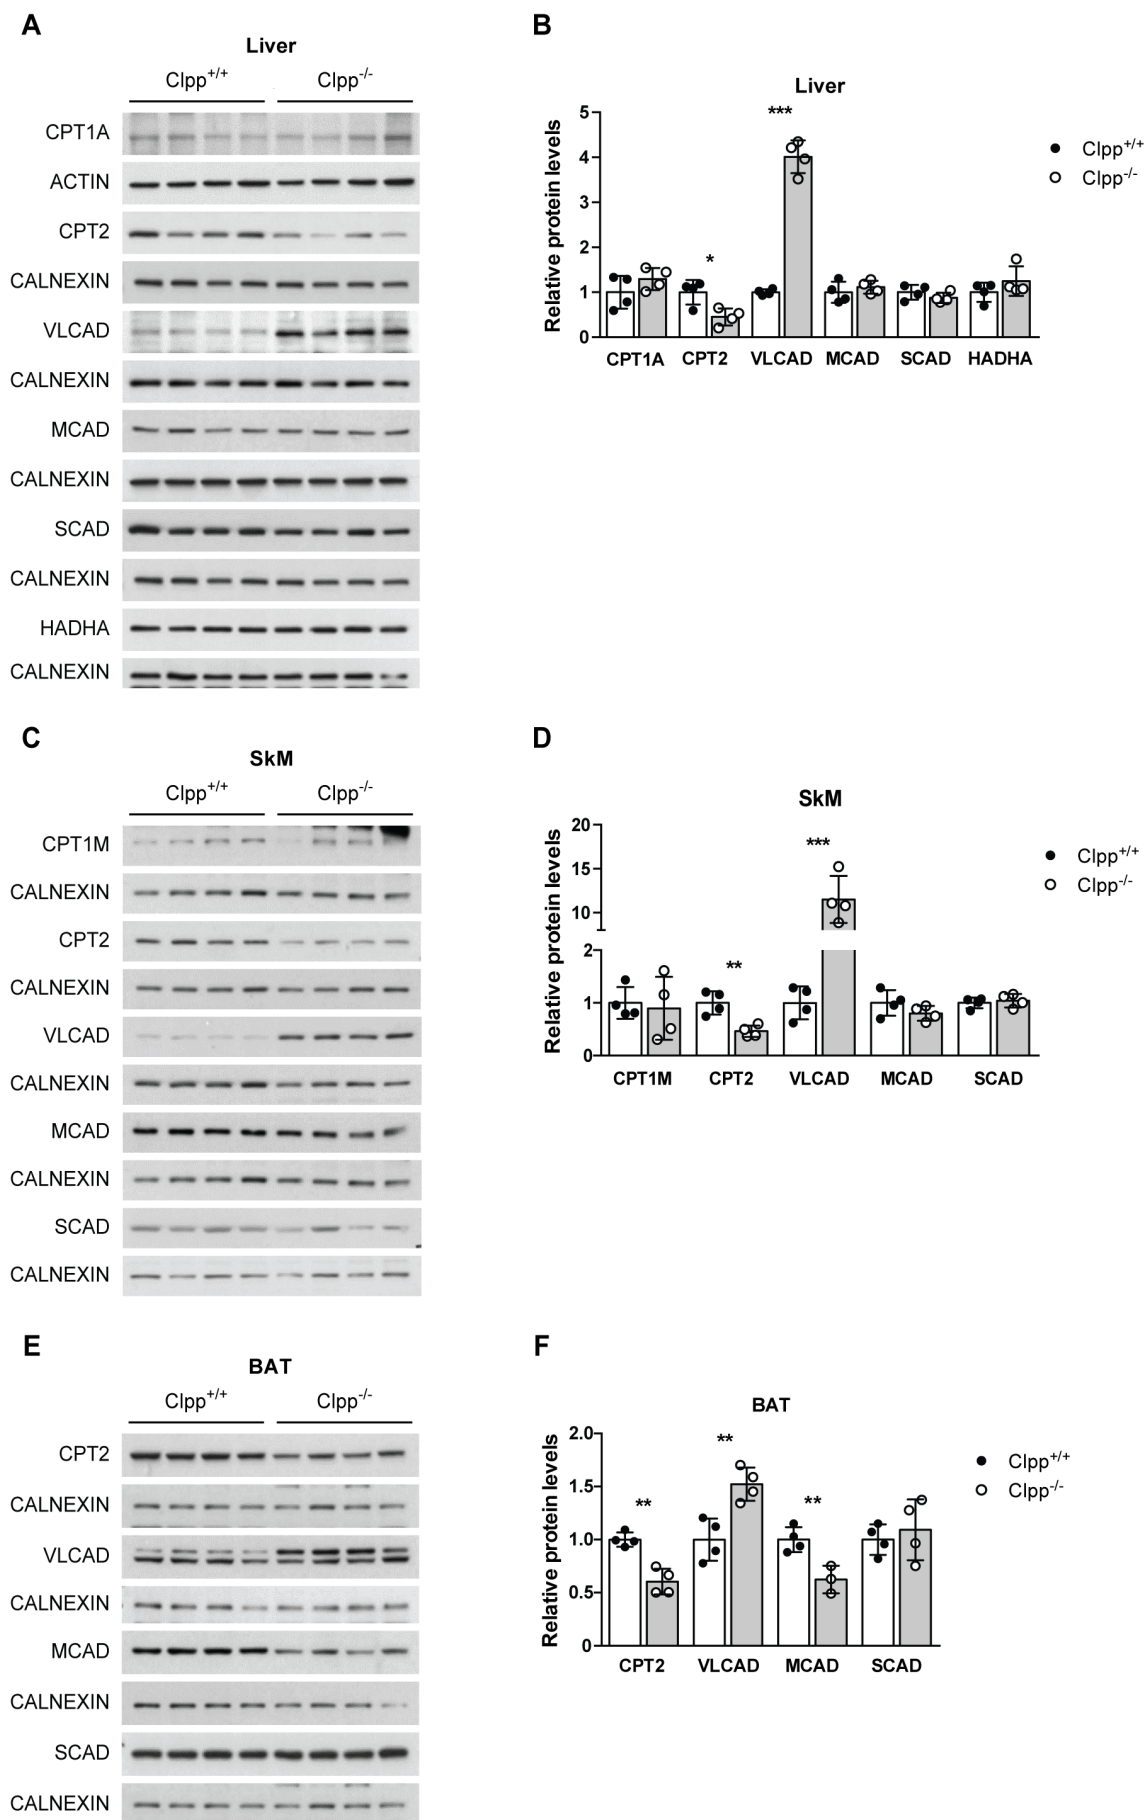 A
Liver
Clpp+/+ Clpp-/-
CPT1A
ACTIN
CPT2
CALNEXIN
VLCAD
CALNEXIN
MCAD
CALNEXIN
SCAD
CALNEXIN
HADHA
CALNEXIN
B
Liver
Relative protein levels
5
4
3
2
1
0
***
*
CPT1A CPT2 VLCAD MCAD SCAD HADHA
Clpp+/+
Clpp-/-
C
SkM
Clpp+/+ Clpp-/-
CPT1M
CALNEXIN
CPT2
CALNEXIN
VLCAD
CALNEXIN
MCAD
CALNEXIN
SCAD
CALNEXIN
D
SkM
Relative protein levels
20
15
10
2
1
0
***
**
CPT1M CPT2 VLCAD MCAD SCAD
Clpp+/+
Clpp-/-
E
BAT
Clpp+/+ Clpp-/-
CPT2
CALNEXIN
VLCAD
CALNEXIN
MCAD
CALNEXIN
SCAD
CALNEXIN
F
BAT
Relative protein levels
2.0
1.5
1.0
0.5
0
**
** **
CPT2 VLCAD MCAD SCAD
Clpp+/+
Clpp-/-